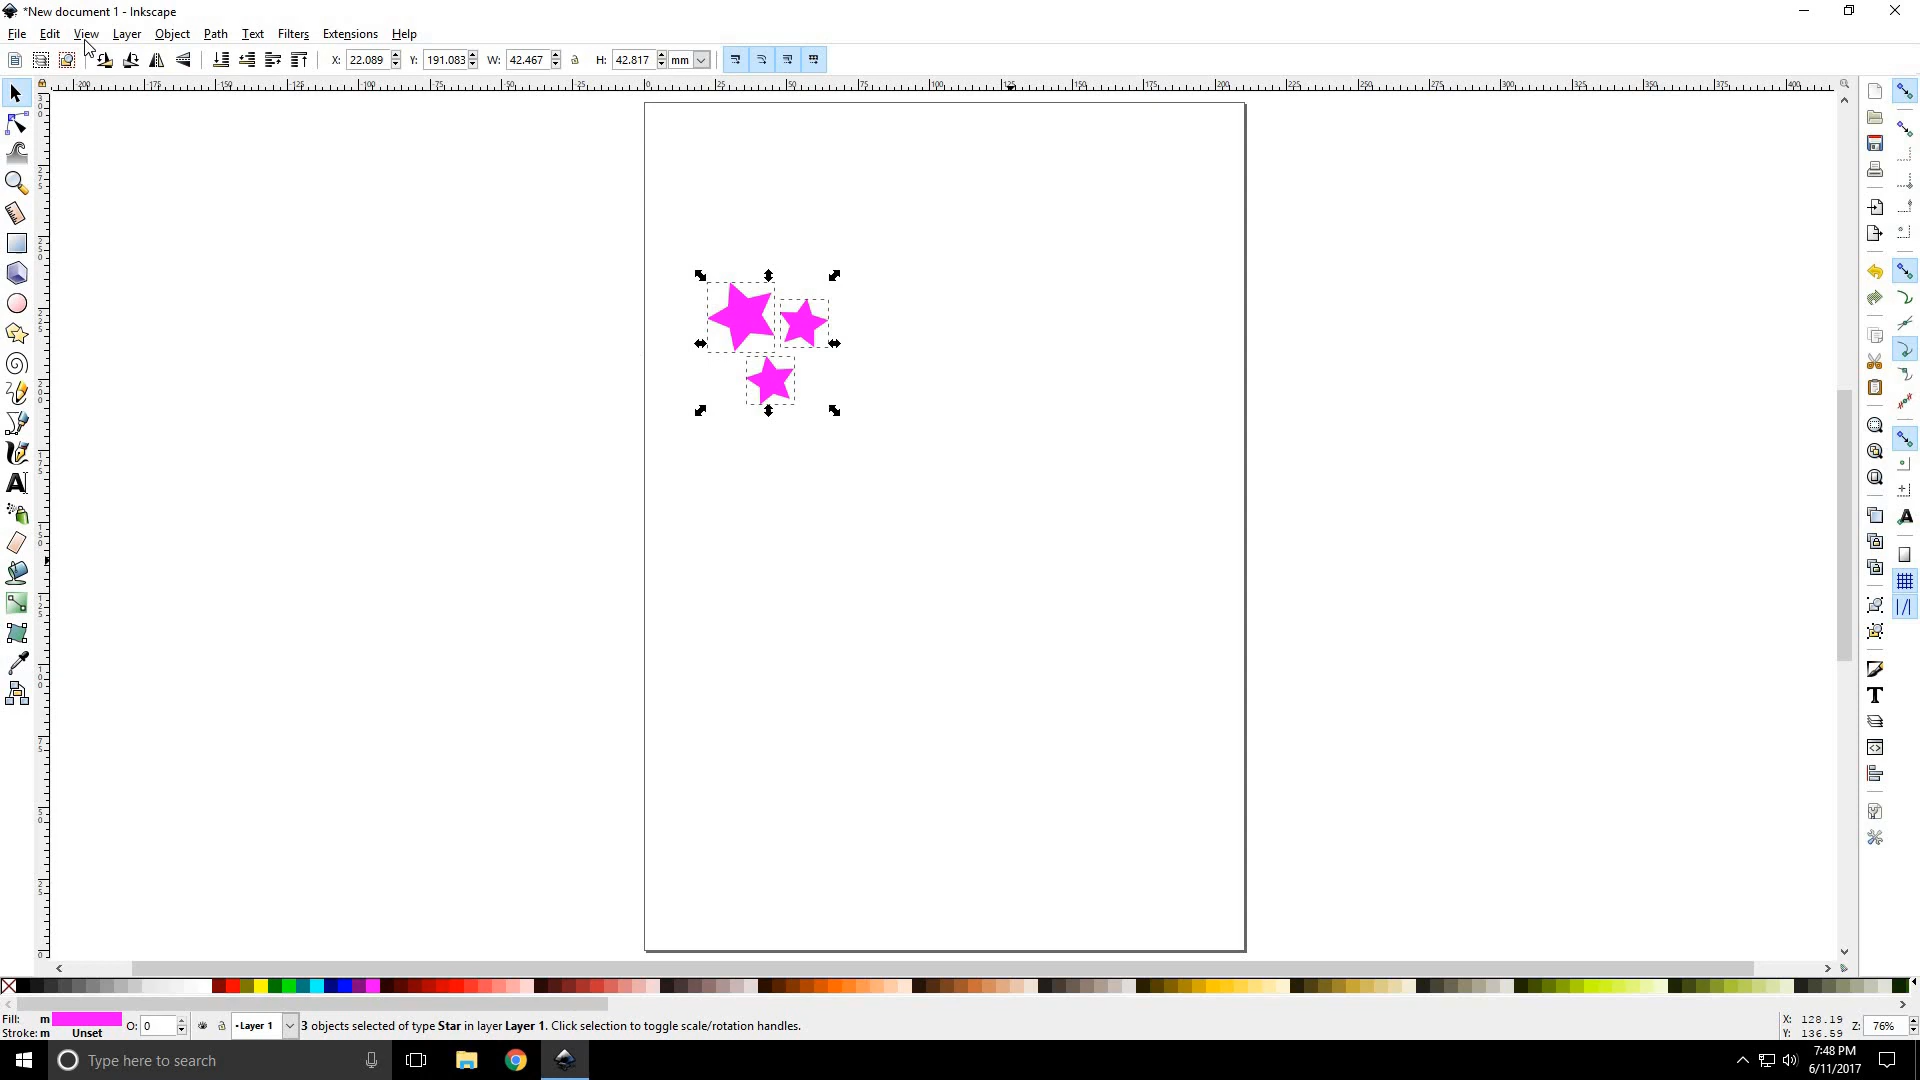 *New document 1 - Inkscape
File Edit View Layer Object Path Text Filters Extensions Help
X: 22.089 Y: 191.083 W: 42.467 H: 42.817 mm
Fill: m
Stroke: m Unset
O: 0
•Layer 1
3 objects selected of type Star in layer Layer 1. Click selection to toggle scale/rotation handles.
X: 128.19
Y: 136.59
Z: 76%
Type here to search
7:48 PM
6/11/2017